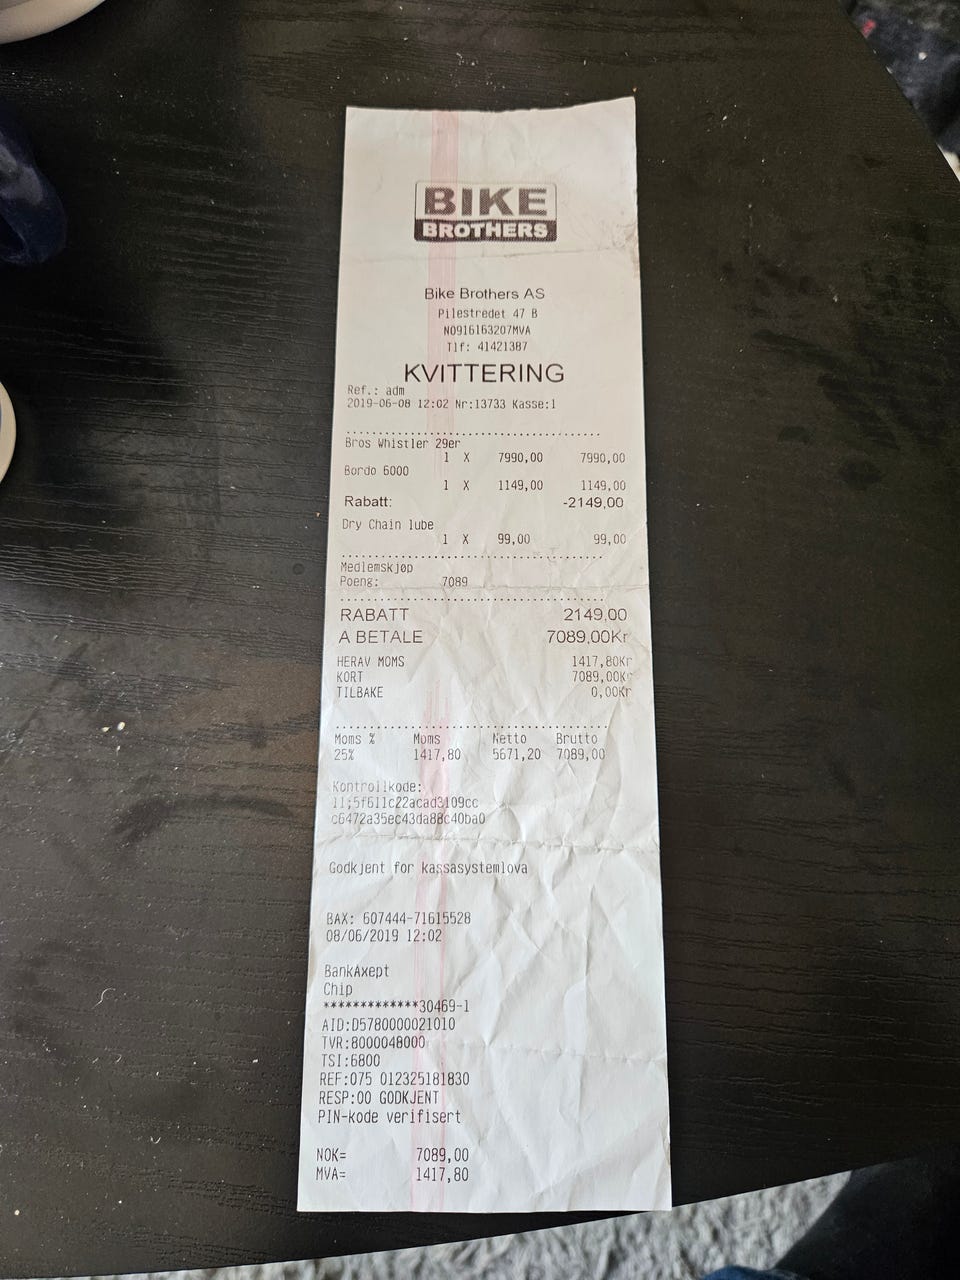 BIKE
BROTHERS
Bike Brothers AS
Pilestredet 47 B
NO916163207MVA
Tlf: 41421387
KVITTERING
Ref.: adm
2019-06-08 12:02 Nr:13733 Kasse:1
Bros Whistler 29er
1 X 7990,00 7990,00
Bordo 6000
1 X 1149,00 1149,00
Rabatt: -2149,00
Dry Chain lube
1 X 99,00 99,00
Medlemskjøp
Poeng: 7089
RABATT 2149,00
A BETALE 7089,00Kr
HERAV MOMS 1417,80Kr
KORT 7089,00Kr
TILBAKE 0,00Kr
Moms % Moms Netto Brutto
25% 1417,80 5671,20 7089,00
Kontrollkode:
11;5f611c22acad3109cc
c6472a35ec43da88c40ba0
Godkjent for kassasystemlova
BAX: 607444-71615528
08/06/2019 12:02
BankAxept
Chip
*************30469-1
AID:D5780000021010
TVR:8000048000
TSI:6800
REF:075 012325181830
RESP:00 GODKJENT
PIN-kode verifisert
NOK= 7089,00
MVA= 1417,80